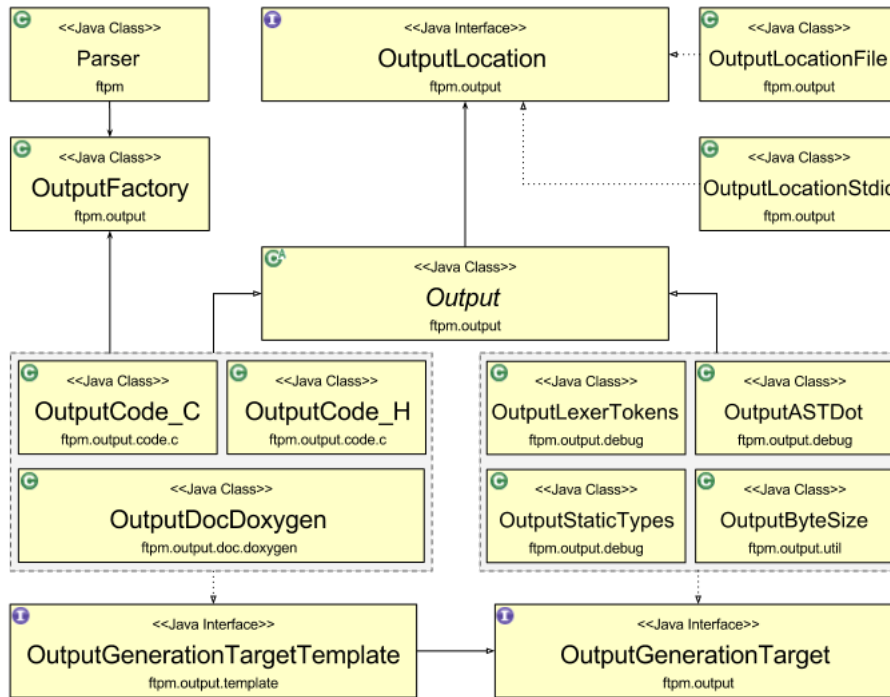 <<Java Class>>
Parser
ftpm
<<Java Interface>>
OutputLocation
ftpm.output
<<Java Class>>
OutputLocationFile
ftpm.output
<<Java Class>>
OutputFactory
ftpm.output
<<Java Class>>
OutputLocationStdio
ftpm.output
<<Java Class>>
Output
ftpm.output
<<Java Class>>
OutputCode_C
ftpm.output.code.c
<<Java Class>>
OutputCode_H
ftpm.output.code.c
<<Java Class>>
OutputLexerTokens
ftpm.output.debug
<<Java Class>>
OutputASTDot
ftpm.output.debug
<<Java Class>>
OutputDocDoxygen
ftpm.output.doc.doxygen
<<Java Class>>
OutputStaticTypes
ftpm.output.debug
<<Java Class>>
OutputByteSize
ftpm.output.util
<<Java Interface>>
OutputGenerationTargetTemplate
ftpm.output.template
<<Java Interface>>
OutputGenerationTarget
ftpm.output